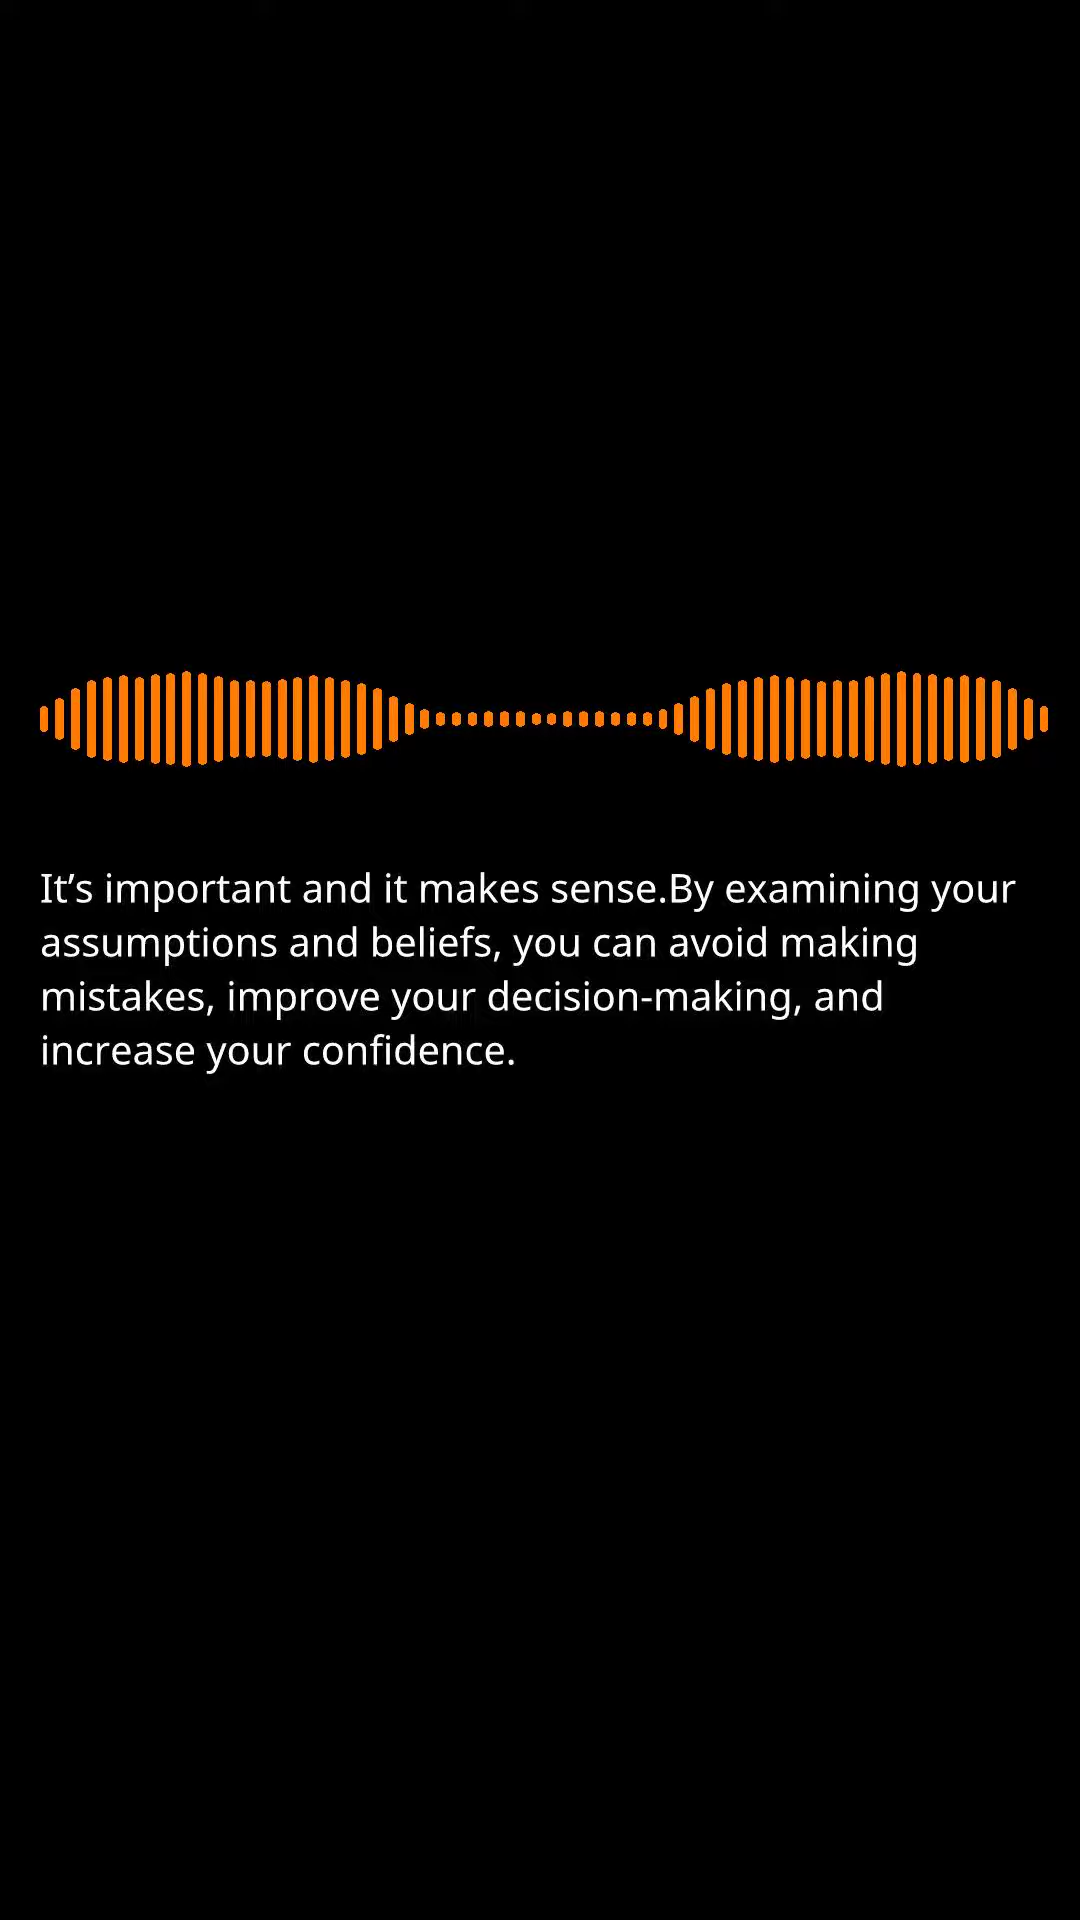 It’s important and it makes sense.By examining your
assumptions and beliefs, you can avoid making
mistakes, improve your decision-making, and
increase your confidence.